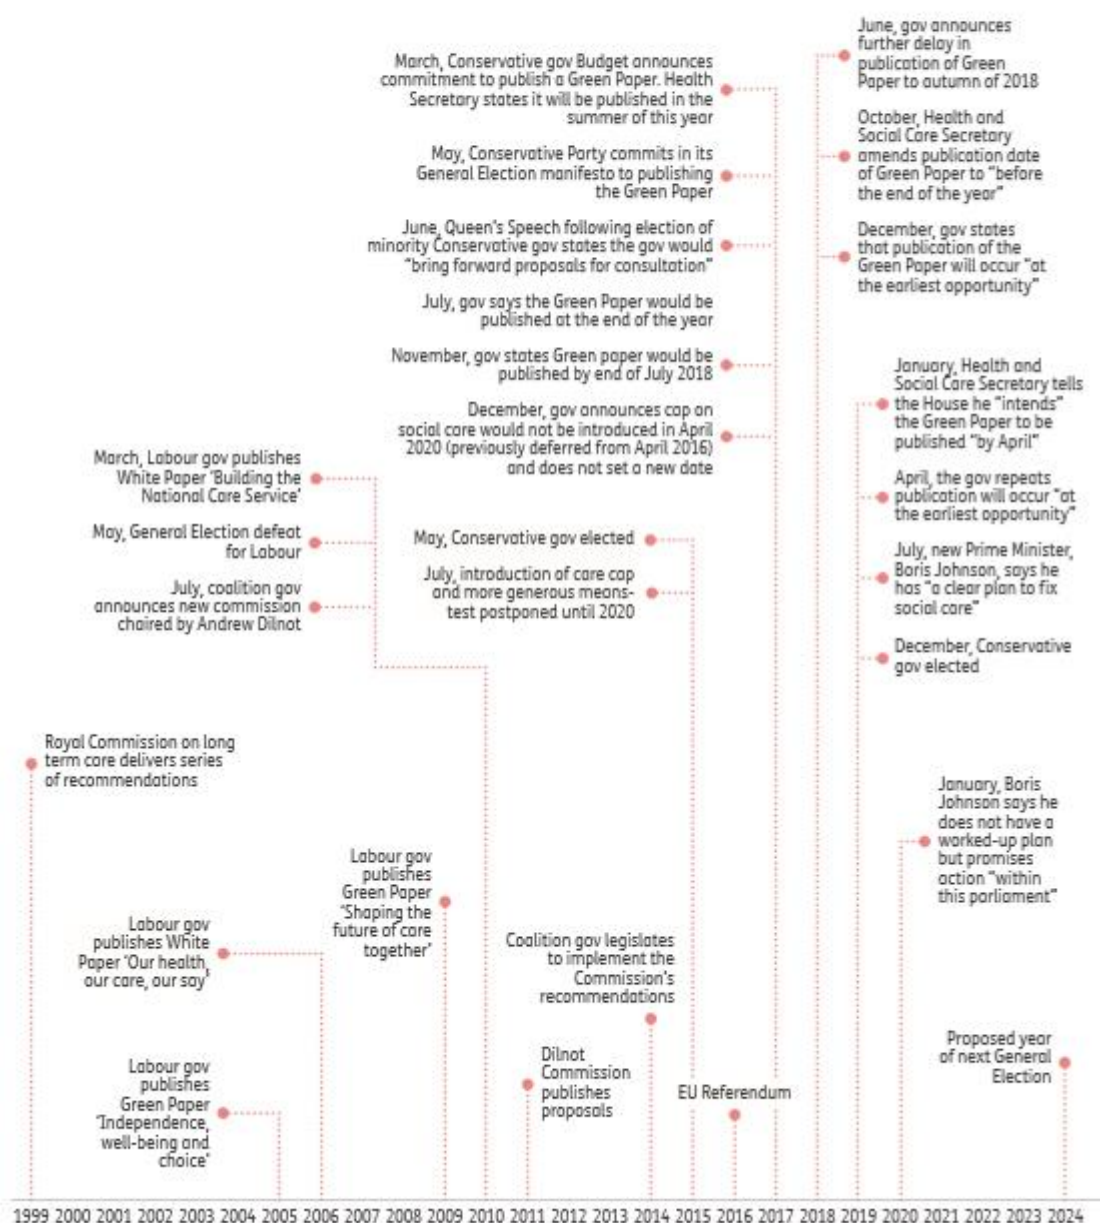 March, Conservative gov Budget announces
commitment to publish a Green Paper. Health
Secretary states it will be published in the
summer of this year
May, Conservative Party commits in its
General Election manifesto to publishing
the Green Paper
June, Queen's Speech following election of
minority Conservative gov states the gov would
"bring forward proposals for consultation"
July, gov says the Green Paper would be
published at the end of the year
November, gov states Green paper would be
published by end of July 2018
December, gov announces cap on
social care would not be introduced in April
2020 (previously deferred from April 2016)
and does not set a new date
June, gov announces
further delay in
publication of Green
Paper to autumn of 2018
October, Health and
Social Care Secretary
amends publication date
of Green Paper to "before
the end of the year"
December, gov states
that publication of the
Green Paper will occur "at
the earliest opportunity"
January, Health and
Social Care Secretary tells
the House he "intends"
the Green Paper to be
published "by April"
April, the gov repeats
publication will occur "at
the earliest opportunity"
July, new Prime Minister,
Boris Johnson, says he
has "a clear plan to fix
social care"
December, Conservative
gov elected
March, Labour gov publishes
White Paper 'Building the
National Care Service'
May, General Election defeat
for Labour
July, coalition gov
announces new commission
chaired by Andrew Dilnot
May, Conservative gov elected
July, introduction of care cap
and more generous means-
test postponed until 2020
Royal Commission on long
term care delivers series
of recommendations
January, Boris
Johnson says he
does not have a
worked-up plan
but promises
action "within
this parliament"
Labour gov
publishes
Green Paper
'Shaping the
future of care
together'
Labour gov
publishes White
Paper 'Our health,
our care, our say'
Coalition gov legislates
to implement the
Commission's
recommendations
Labour gov
publishes
Green Paper
'Independence,
well-being and
choice'
Dilnot
Commission
publishes
proposals
EU Referendum
Proposed year
of next General
Election
1999 2000 2001 2002 2003 2004 2005 2006 2007 2008 2009 2010 2011 2012 2013 2014 2015 2016 2017 2018 2019 2020 2021 2022 2023 2024